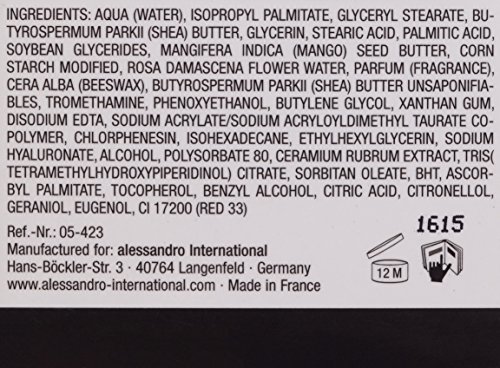 INGREDIENTS: AQUA (WATER), ISOPROPYL PALMITATE, GLYCERYL STEARATE, BU-
TYROSPERMUM PARKII (SHEA) BUTTER, GLYCERIN, STEARIC ACID, PALMITIC ACID,
SOYBEAN GLYCERIDES, MANGIFERA INDICA (MANGO) SEED BUTTER, CORN
STARCH MODIFIED, ROSA DAMASCENA FLOWER WATER, PARFUM (FRAGRANCE),
CERA ALBA (BEESWAX), BUTYROSPERMUM PARKII (SHEA) BUTTER UNSAPONIFIA-
BLES, TROMETHAMINE, PHENOXYETHANOL, BUTYLENE GLYCOL, XANTHAN GUM,
DISODIUM EDTA, SODIUM ACRYLATE/SODIUM ACRYLOYLDIMETHYL TAURATE CO-
POLYMER, CHLORPHENESIN, ISOHEXADECANE, ETHYLHEXYLGLYCERIN, SODIUM
HYALURONATE, ALCOHOL, POLYSORBATE 80, CERAMIUM RUBRUM EXTRACT, TRIS(
TETRAMETHYLHYDROXYPIPERIDINOL) CITRATE, SORBITAN OLEATE, BHT, ASCOR-
BYL PALMITATE, TOCOPHEROL, BENZYL ALCOHOL, CITRIC ACID, CITRONELLOL,
GERANIOL, EUGENOL, CI 17200 (RED 33)
Ref.-Nr.: 05-423
Manufactured for: alessandro International
Hans-Böckler-Str. 3 · 40764 Langenfeld · Germany
www.alessandro-international.com · Made in France
1615
12 M